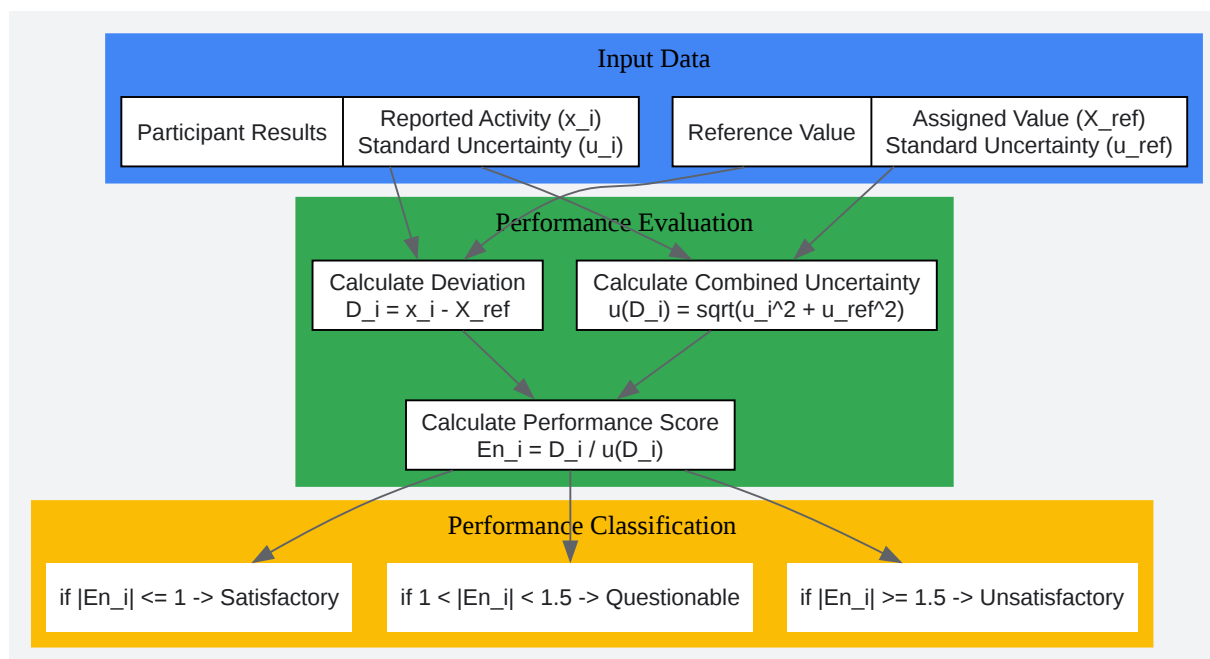 Input Data
Participant Results
Reported Activity (x_i)
Standard Uncertainty (u_i)
Reference Value
Assigned Value (X_ref)
Standard Uncertainty (u_ref)
Performance Evaluation
Calculate Deviation
D_i = x_i - X_ref
Calculate Combined Uncertainty
u(D_i) = sqrt(u_i^2 + u_ref^2)
Calculate Performance Score
En_i = D_i / u(D_i)
Performance Classification
if |En_i| <= 1 -> Satisfactory
if 1 < |En_i| < 1.5 -> Questionable
if |En_i| >= 1.5 -> Unsatisfactory